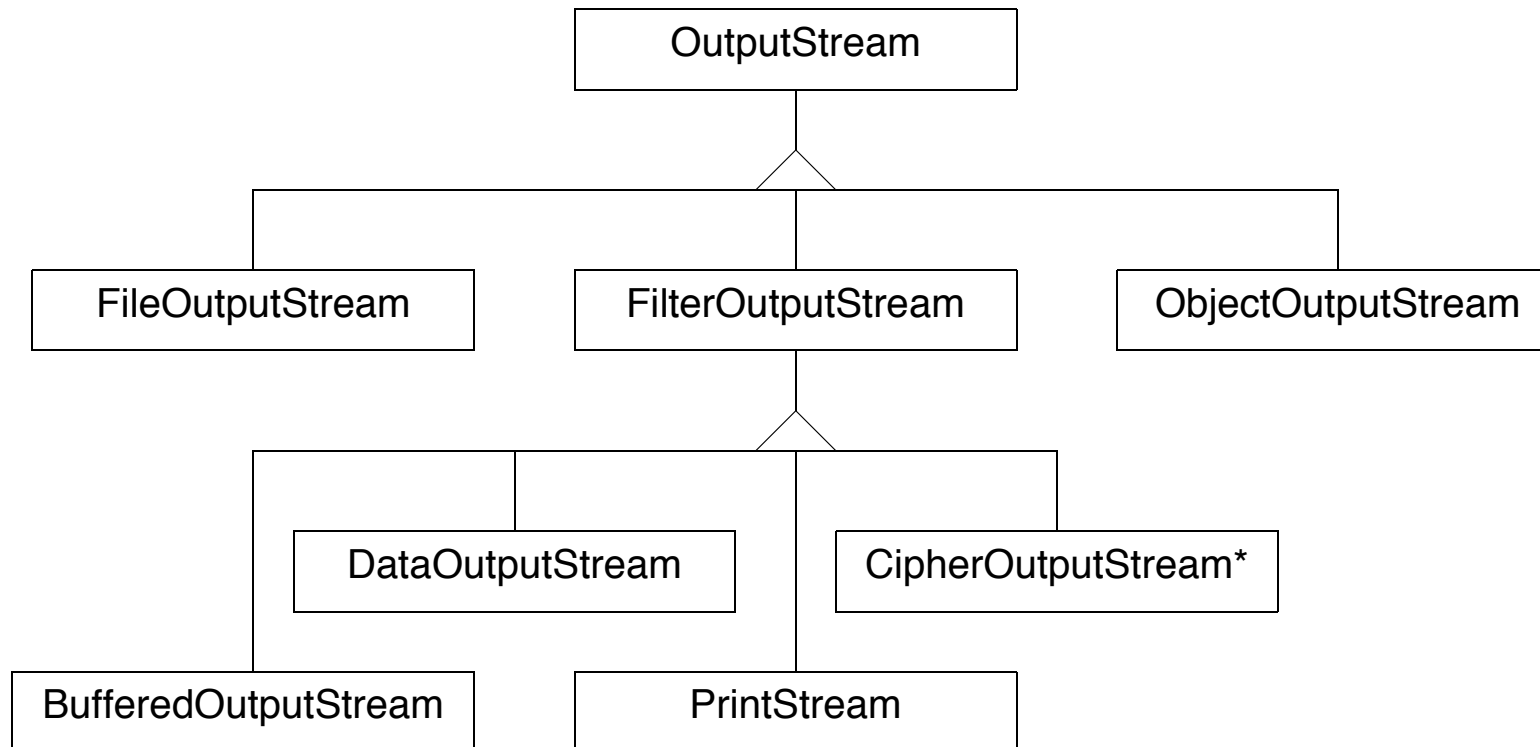 OutputStream
FileOutputStream
FilterOutputStream
ObjectOutputStream
DataOutputStream
CipherOutputStream*
BufferedOutputStream
PrintStream